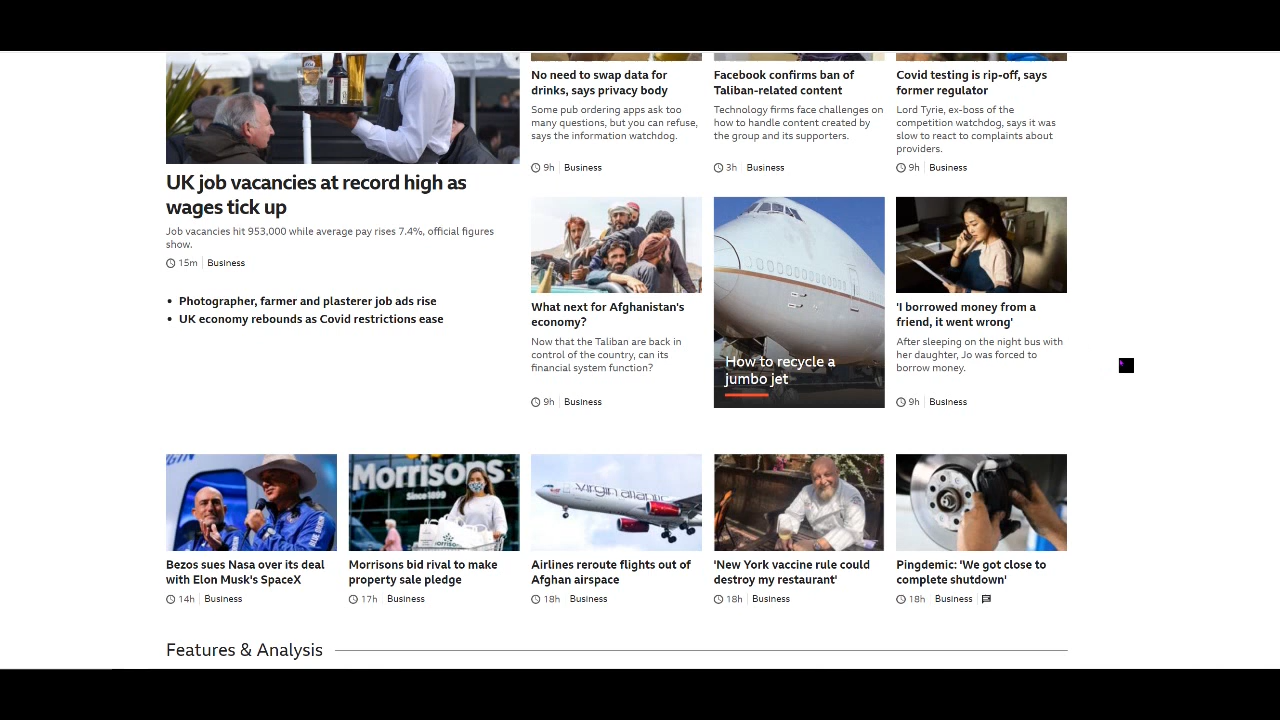 No need to swap data for
drinks, says privacy body
Some pub ordering apps ask too
many questions, but you can refuse,
says the information watchdog.
9h
Business
Facebook confirms ban of
Taliban-related content
Technology firms face challenges on
how to handle content created by
the group and its supporters.
3h
Business
Covid testing is rip-off, says
former regulator
Lord Tyrie, ex-boss of the
competition watchdog, says it was
slow to react to complaints about
providers.
9h
Business
UK job vacancies at record high as
wages tick up
Job vacancies hit 953,000 while average pay rises 7.4%, official figures
show.
15m
Business
• Photographer, farmer and plasterer job ads rise
• UK economy rebounds as Covid restrictions ease
What next for Afghanistan's
economy?
Now that the Taliban are back in
control of the country, can its
financial system function?
9h
Business
How to recycle a
jumbo jet
'I borrowed money from a
friend, it went wrong'
After sleeping on the night bus with
her daughter, Jo was forced to
borrow money.
9h
Business
Bezos sues Nasa over its deal
with Elon Musk's SpaceX
14h
Business
Morrisons
Since 1899
Morrisons bid rival to make
property sale pledge
17h
Business
virgin atlantic
Airlines reroute flights out of
Afghan airspace
18h
Business
'New York vaccine rule could
destroy my restaurant'
18h
Business
Pingdemic: 'We got close to
complete shutdown'
18h
Business
Features & Analysis